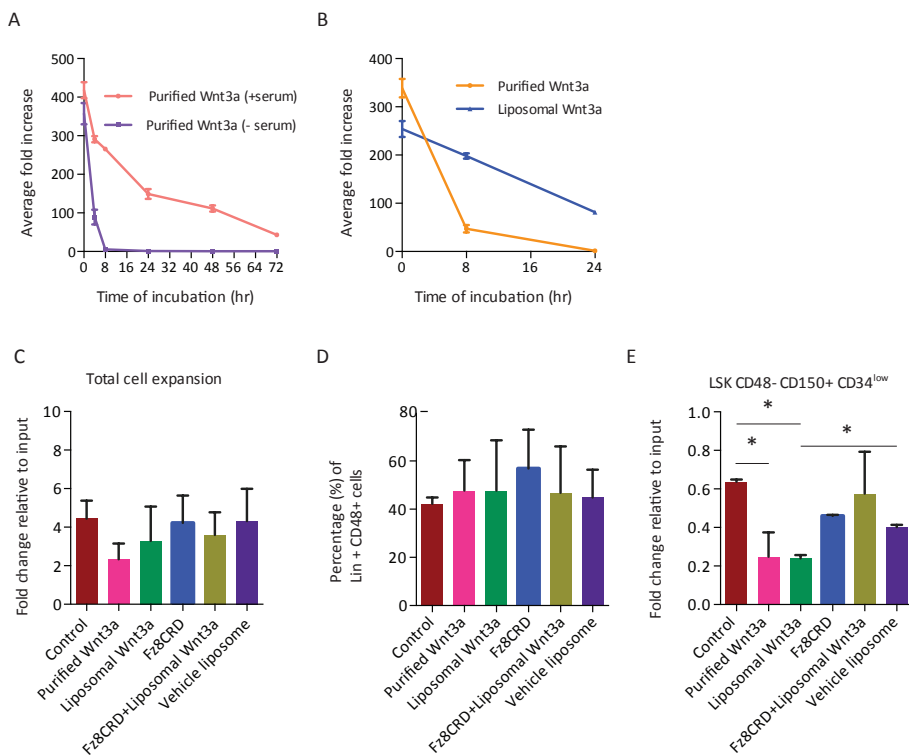 A
500
400
300
200
100
0
Average fold increase
Purified Wnt3a (+serum)
Purified Wnt3a (- serum)
0 8 16 24 32 40 48 56 64 72
Time of incubation (hr)
B
400
300
200
100
0
Average fold increase
Purified Wnt3a
Liposomal Wnt3a
0 8 16 24
Time of incubation (hr)
C
Total cell expansion
10
8
6
4
2
0
Fold change relative to input
Control
Purified Wnt3a
Liposomal Wnt3a
Fz8CRD
Fz8CRD+Liposomal Wnt3a
Vehicle liposome
D
80
60
40
20
0
Percentage (%) of
Lin + CD48+ cells
Control
Purified Wnt3a
Liposomal Wnt3a
Fz8CRD
Fz8CRD+Liposomal Wnt3a
Vehicle liposome
E
LSK CD48- CD150+ CD34low
1.0
0.8
0.6
0.4
0.2
0.0
Fold change relative to input
*
*
*
Control
Purified Wnt3a
Liposomal Wnt3a
Fz8CRD
Fz8CRD+Liposomal Wnt3a
Vehicle liposome